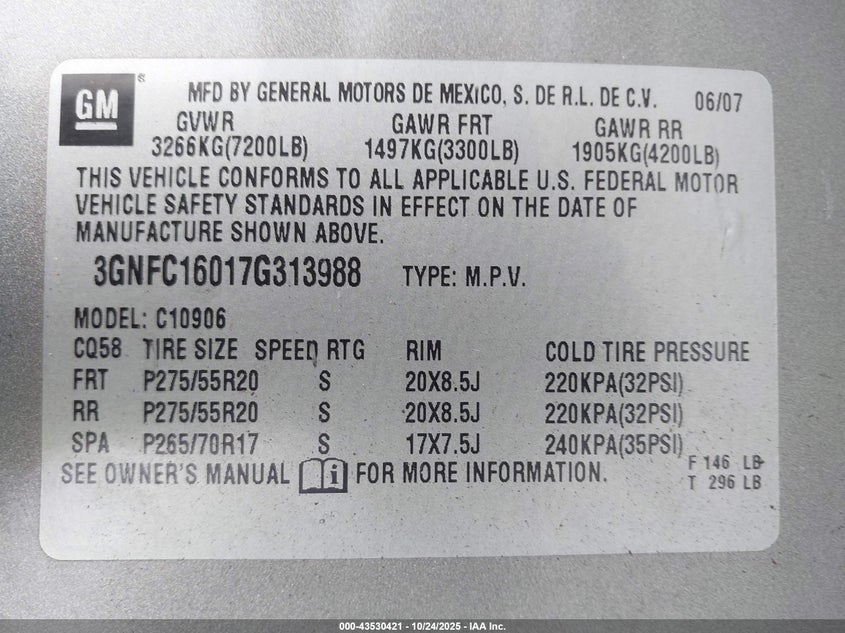 GM ® MFD BY GENERAL MOTORS DE MEXICO, S. DE R.L. DE C.V. 06/07
GVWR GAWR FRT GAWR RR
3266KG(7200LB) 1497KG(3300LB) 1905KG(4200LB)
THIS VEHICLE CONFORMS TO ALL APPLICABLE U.S. FEDERAL MOTOR
VEHICLE SAFETY STANDARDS IN EFFECT ON THE DATE OF
MANUFACTURE SHOWN ABOVE.
3GNFC16017G313988 TYPE: M.P.V.
MODEL: C10906
CQ58 TIRE SIZE SPEED RTG RIM COLD TIRE PRESSURE
FRT P275/55R20 S 20X8.5J 220KPA(32PSI)
RR P275/55R20 S 20X8.5J 220KPA(32PSI)
SPA P265/70R17 S 17X7.5J 240KPA(35PSI)
SEE OWNER'S MANUAL i FOR MORE INFORMATION.
F 146 LB
T 296 LB
000-43530421 - 10/24/2025 - IAA Inc.